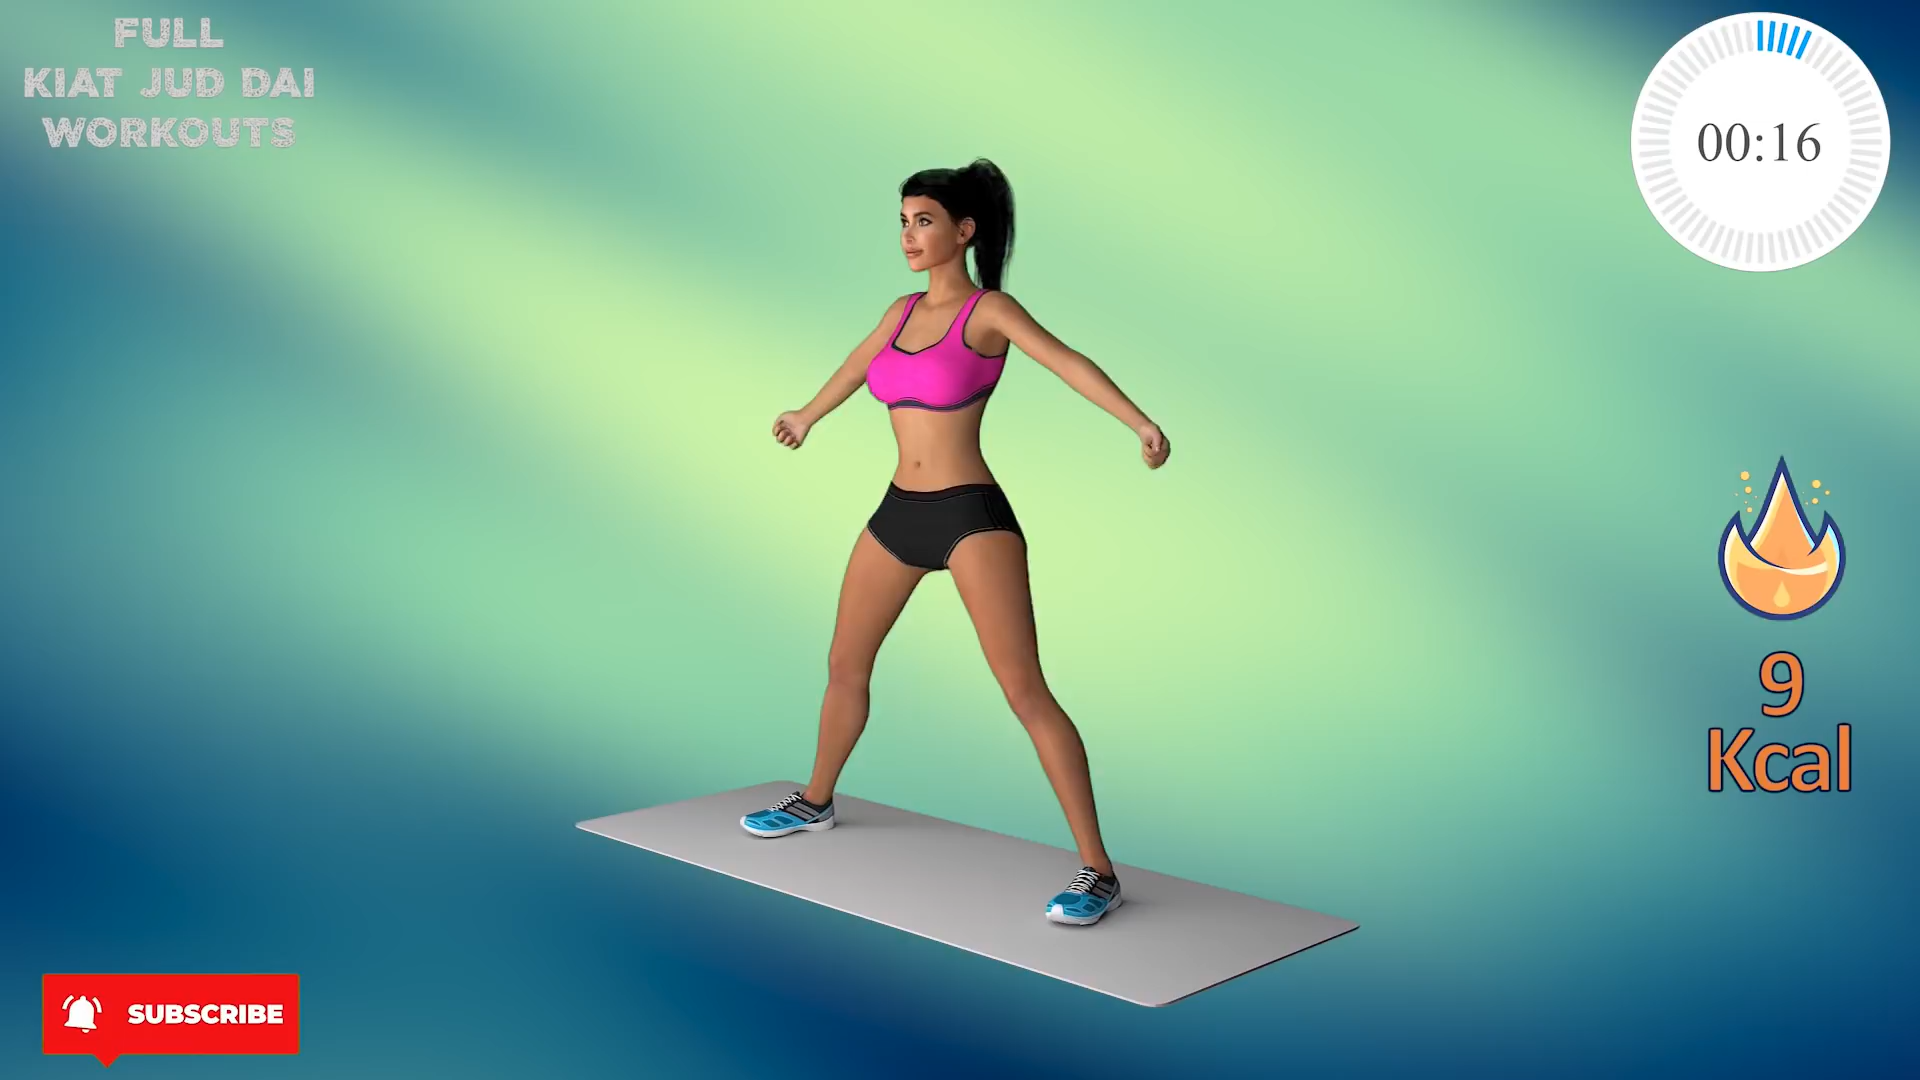 FULL
KIAT JUD DAI
WORKOUTS
00:16
9
Kcal
SUBSCRIBE